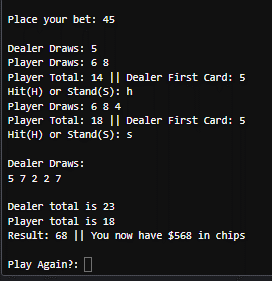 Place your bet: 45
Dealer Draws: 5
Player Draws: 6 8
Player Total: 14 || Dealer First Card: 5
Hit(H) or Stand(S): h
Player Draws: 6 8 4
Player Total: 18 || Dealer First Card: 5
Hit(H) or Stand(S): s
Dealer Draws:
5 7 2 2 7
Dealer total is 23
Player total is 18
Result: 68 || You now have $568 in chips
Play Again?: